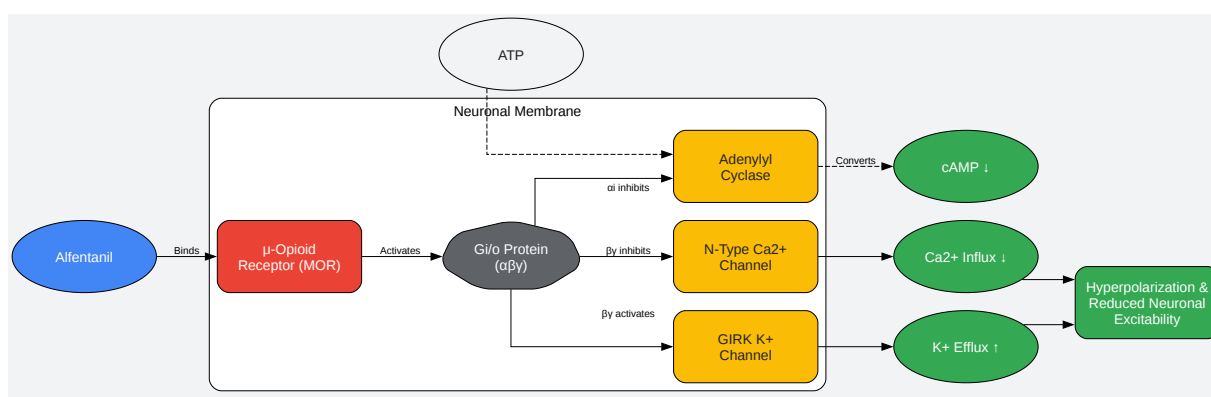 ATP
Neuronal Membrane
Adenylyl
Cyclase
Converts
cAMP ↓
αi inhibits
Alfentanil
Binds
μ-Opioid
Receptor (MOR)
Activates
Gi/o Protein
(αβγ)
βγ inhibits
N-Type Ca2+
Channel
Ca2+ Influx ↓
Hyperpolarization &
Reduced Neuronal
Excitability
βγ activates
GIRK K+
Channel
K+ Efflux ↑